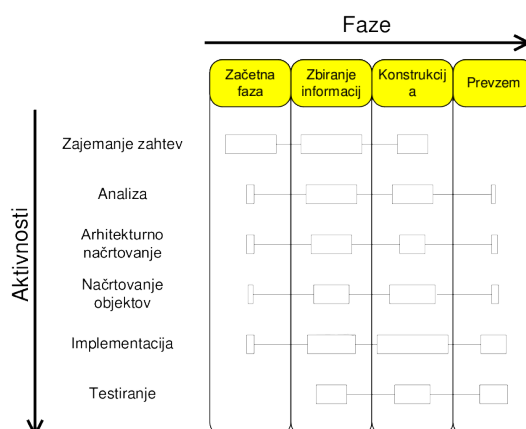 Faze
Začetna
faza
Zbiranje
informacij
Konstrukcij
a
Prevzem
Aktivnosti
Zajemanje zahtev
Analiza
Arhitekturno
načrtovanje
Načrtovanje
objektov
Implementacija
Testiranje